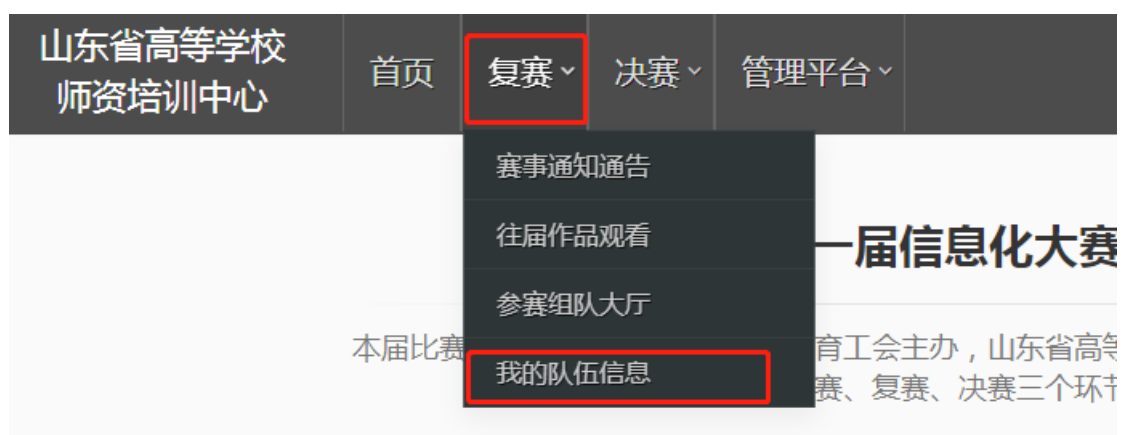 山东省高等学校
师资培训中心
首页
复赛
决赛
管理平台
赛事通知通告
往届作品观看
参赛组队大厅
我的队伍信息
一届信息化大赛
本届比赛
育工会主办，山东省高等
赛、复赛、决赛三个环节